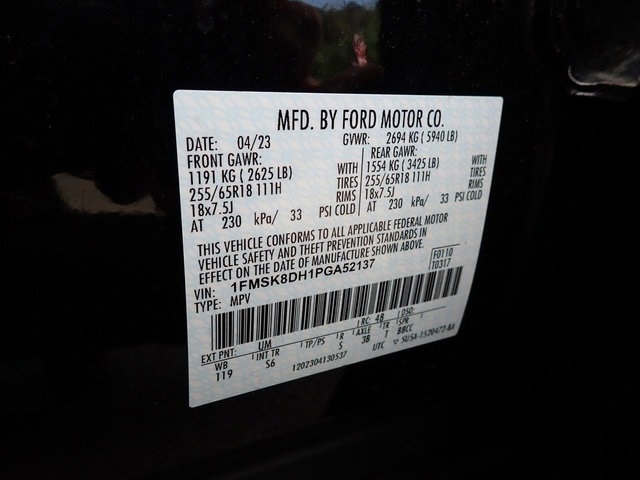 MFD. BY FORD MOTOR CO.
DATE: 04/23 GVWR: 2694 KG ( 5940 LB)
FRONT GAWR: REAR GAWR:
1191 KG ( 2625 LB) WITH 1554 KG ( 3425 LB) WITH
255/65R18 111H TIRES 255/65R18 111H TIRES
18x7.5J RIMS 18x7.5J RIMS
AT 230 kPa/ 33 PSI COLD AT 230 kPa/ 33 PSI COLD
THIS VEHICLE CONFORMS TO ALL APPLICABLE FEDERAL MOTOR
VEHICLE SAFETY AND THEFT PREVENTION STANDARDS IN
EFFECT ON THE DATE OF MANUFACTURE SHOWN ABOVE.
VIN: 1FMSK8DH1PGA52137 F0110
TYPE: MPV T0317
EXT PNT: UM RC: 48 DSO:
WB INT TR TP/PS R AXLE TR SPR
119 S6 S 38 T BBCC
1202304130537 UTC 5USA-1520472-BA